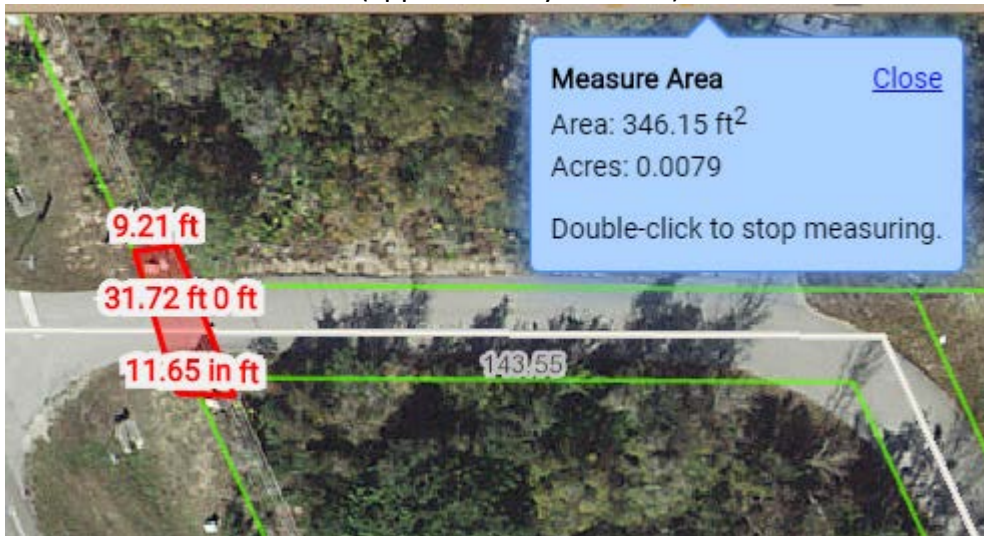 Measure Area Close
Area: 346.15 ft2
Acres: 0.0079
Double-click to stop measuring.
9.21 ft
31.72 ft 0 ft
11.65 in ft
143.55